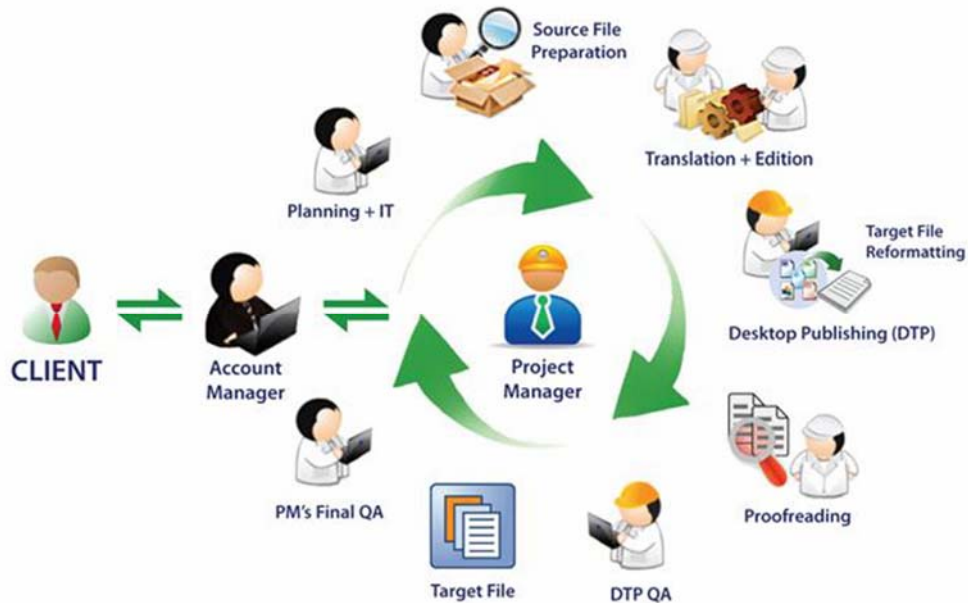 Source File
Preparation
Translation + Edition
Planning + IT
Target File
Reformatting
Desktop Publishing (DTP)
CLIENT
Account
Manager
Project
Manager
PM's Final QA
Target File
DTP QA
Proofreading